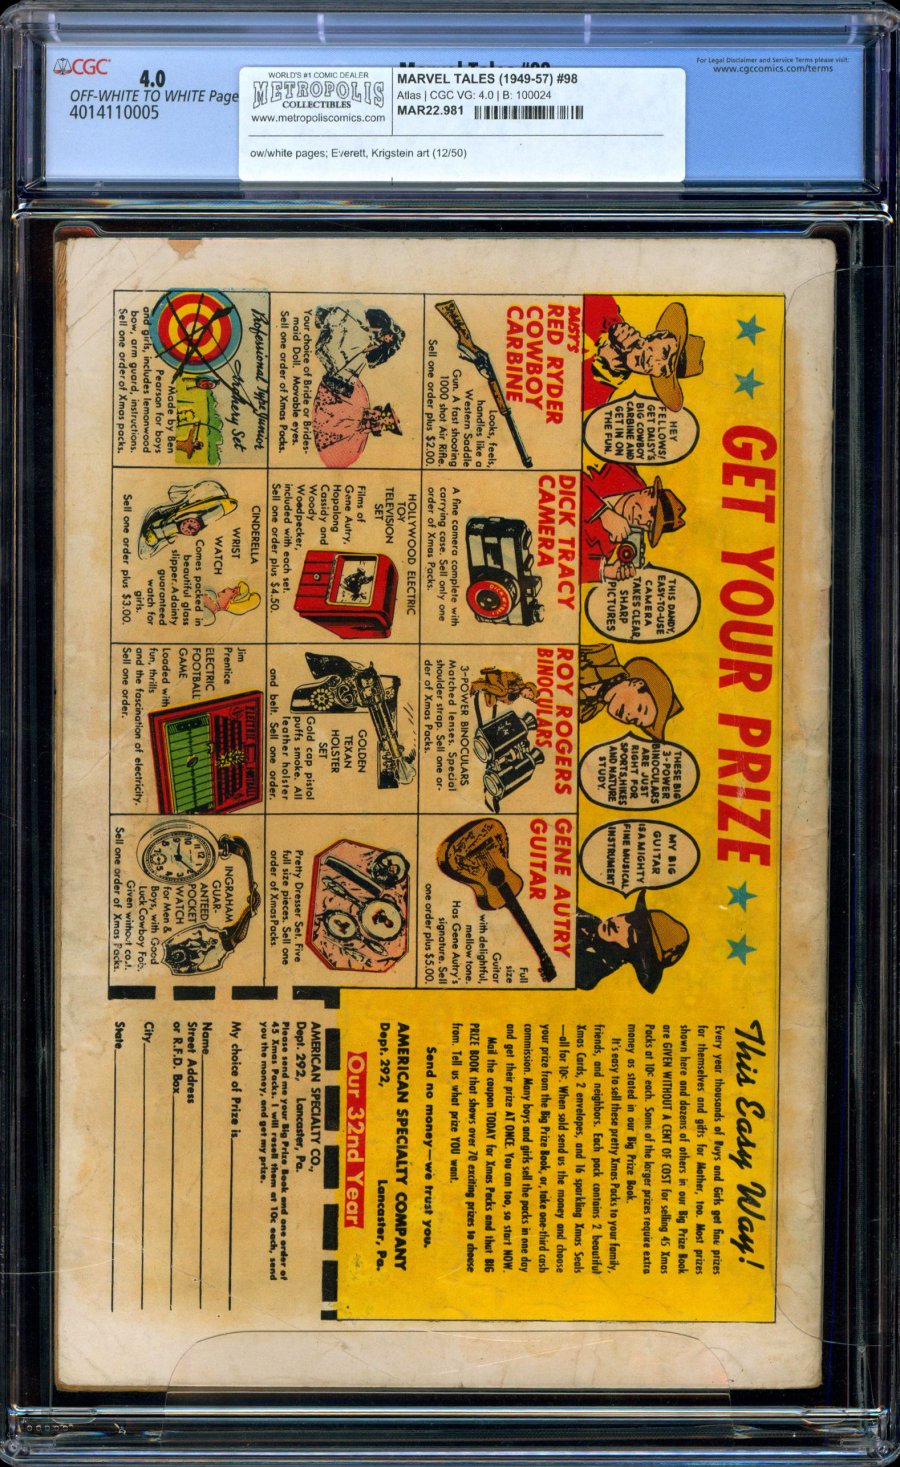 CGC
4.0
OFF-WHITE TO WHITE Page
4014110005
WORLD'S #1 COMIC DEALER
METROPOLIS
COLLECTIBLES
www.metropoliscomics.com
MARVEL TALES (1949-57) #98
Atlas | CGC VG: 4.0 | B: 100024
MAR22.981
ow/white pages; Everett, Krigstein art (12/50)
For Legal Disclaimer and Service Terms please visit:
www.cgccomics.com/terms
GET YOUR PRIZE
This Easy Way!
HEY
FELLOWS!
GET DAISY'S
BIG COWBOY
CARBINE AND
GET IN ON
THE FUN.
THIS DANDY,
EASY-TO-USE
CAMERA
TAKES CLEAR,
SHARP
PICTURES
THESE BIG
3-POWER
BINOCULARS
ARE JUST
RIGHT FOR
SPORTS, HIKES
AND NATURE
STUDY.
MY BIG
GUITAR
IS A MIGHTY
FINE MUSICAL
INSTRUMENT
DAISY'S
RED RYDER
COWBOY
CARBINE
Looks, feels,
handles like a
Western Saddle
Gun. A fast shooting
1000 shot Air Rifle.
Sell one order plus $2.00.
DICK TRACY
CAMERA
A fine camera complete with
carrying case. Sell only one
order of Xmas Packs.
ROY ROGERS
BINOCULARS
3-POWER BINOCULARS
Matched lenses. Special
shoulder strap. Sell one or-
der of Xmas Packs.
GENE AUTRY
GUITAR
Full
size
Guitar
with delightful,
mellow tone.
Has Gene Autry's
signature. Sell
one order plus $5.00.
Your choice of Bride or Brides-
maid Doll. Movable eyes.
Sell one order of Xmas Packs.
HOLLYWOOD ELECTRIC
TOY
TELEVISION
SET
Films of
Gene Autry,
Hopalong
Cassidy and
Woody
Woodpecker,
included with each set.
Sell one order plus $4.50.
GOLDEN
TEXAN
HOLSTER
SET
Gold cap pistol
puffs smoke. All
leather holster
and belt. Sell one order.
Pretty Dresser Set. Five
full size pieces. Sell one
order of Xmas Packs
Professional Type Junior
Archery Set
Made by Ben
Pearson for boys
and girls, includes lemonwood
bow, arm guard, instructions.
Sell one order of Xmas packs.
CINDERELLA
WRIST
WATCH
Comes packed in
beautiful glass
slipper. A dainty
guaranteed
watch for
girls.
Sell one order plus $3.00.
Jim
Prentice
ELECTRIC
FOOTBALL
GAME
Loaded with
fun, thrills
and the fascination of electricity.
Sell one order.
INGRAHAM
GUAR-
ANTEED
POCKET
WATCH
for Men &
Boys, with Good
Luck Cowboy Fob.
Given without cost.
Sell one order of Xmas Packs.
Every year thousands of Boys and Girls get fine prizes
for themselves and gifts for Mother, too. Most prizes
shown here and dozens of others in our Big Prize Book
are GIVEN WITHOUT A CENT OF COST for selling 45 Xmas
Packs at 10c each. Some of the larger prizes require extra
money as stated in our Big Prize Book.
It's easy to sell these pretty Xmas Packs to your family,
friends, and neighbors. Each pack contains 2 beautiful
Xmas Cards, 2 envelopes, and 16 sparkling Xmas Seals
—all for 10c. When sold send us the money and choose
your prize from the Big Prize Book, or, take one-third cash
commission. Many boys and girls sell the packs in one day
and get their prize AT ONCE. You can too, so start NOW.
Mail the coupon TODAY for Xmas Packs and that BIG
PRIZE BOOK that shows over 70 exciting prizes to choose
from. Tell us what prize YOU want.
Send no money—we trust you.
AMERICAN SPECIALTY COMPANY
Dept. 292, Lancaster, Pa.
Our 32nd Year
AMERICAN SPECIALTY CO.,
Dept. 292, Lancaster, Pa.
Please send me your Big Prize Book and one order of
45 Xmas Packs. I will resell them at 10c each, send
you the money, and get my prize.
My choice of Prize is
Name
Street Address
or R.F.D. Box
City
State